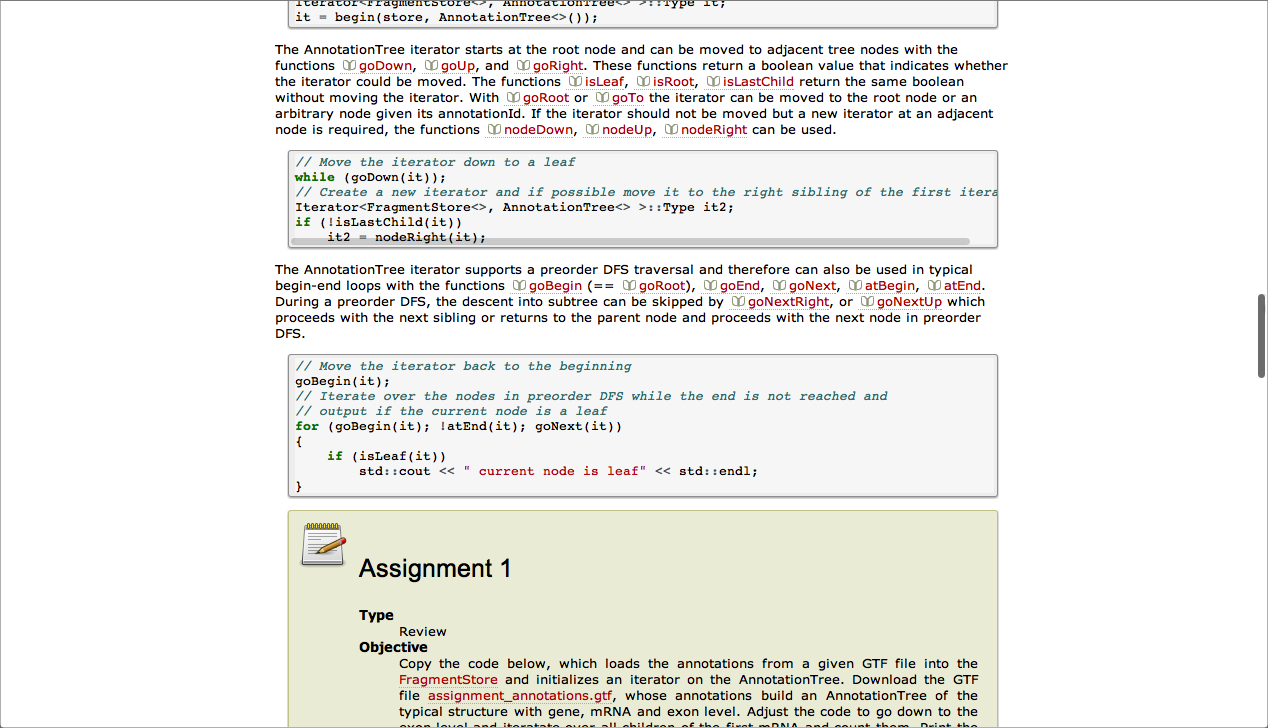 Iterator<FragmentStore<>, AnnotationTree<> >::Type it;
it = begin(store, AnnotationTree<>());
The AnnotationTree iterator starts at the root node and can be moved to adjacent tree nodes with the
functions goDown, goUp, and goRight. These functions return a boolean value that indicates whether
the iterator could be moved. The functions isLeaf, isRoot, isLastChild return the same boolean
without moving the iterator. With goRoot or goTo the iterator can be moved to the root node or an
arbitrary node given its annotationId. If the iterator should not be moved but a new iterator at an adjacent
node is required, the functions nodeDown, nodeUp, nodeRight can be used.
// Move the iterator down to a leaf
while (goDown(it));
// Create a new iterator and if possible move it to the right sibling of the first itera
Iterator<FragmentStore<>, AnnotationTree<> >::Type it2;
if (!isLastChild(it))
it2 = nodeRight(it);
The AnnotationTree iterator supports a preorder DFS traversal and therefore can also be used in typical
begin-end loops with the functions goBegin (== goRoot), goEnd, goNext, atBegin, atEnd.
During a preorder DFS, the descent into subtree can be skipped by goNextRight, or goNextUp which
proceeds with the next sibling or returns to the parent node and proceeds with the next node in preorder
DFS.
// Move the iterator back to the beginning
goBegin(it);
// Iterate over the nodes in preorder DFS while the end is not reached and
// output if the current node is a leaf
for (goBegin(it); !atEnd(it); goNext(it))
{
if (isLeaf(it))
std::cout << " current node is leaf" << std::endl;
}
Assignment 1
Type
Review
Objective
Copy the code below, which loads the annotations from a given GTF file into the
FragmentStore and initializes an iterator on the AnnotationTree. Download the GTF
file assignment_annotations.gtf, whose annotations build an AnnotationTree of the
typical structure with gene, mRNA and exon level. Adjust the code to go down to the
exon level and iteratate over all children of the first mRNA and count them. Print the